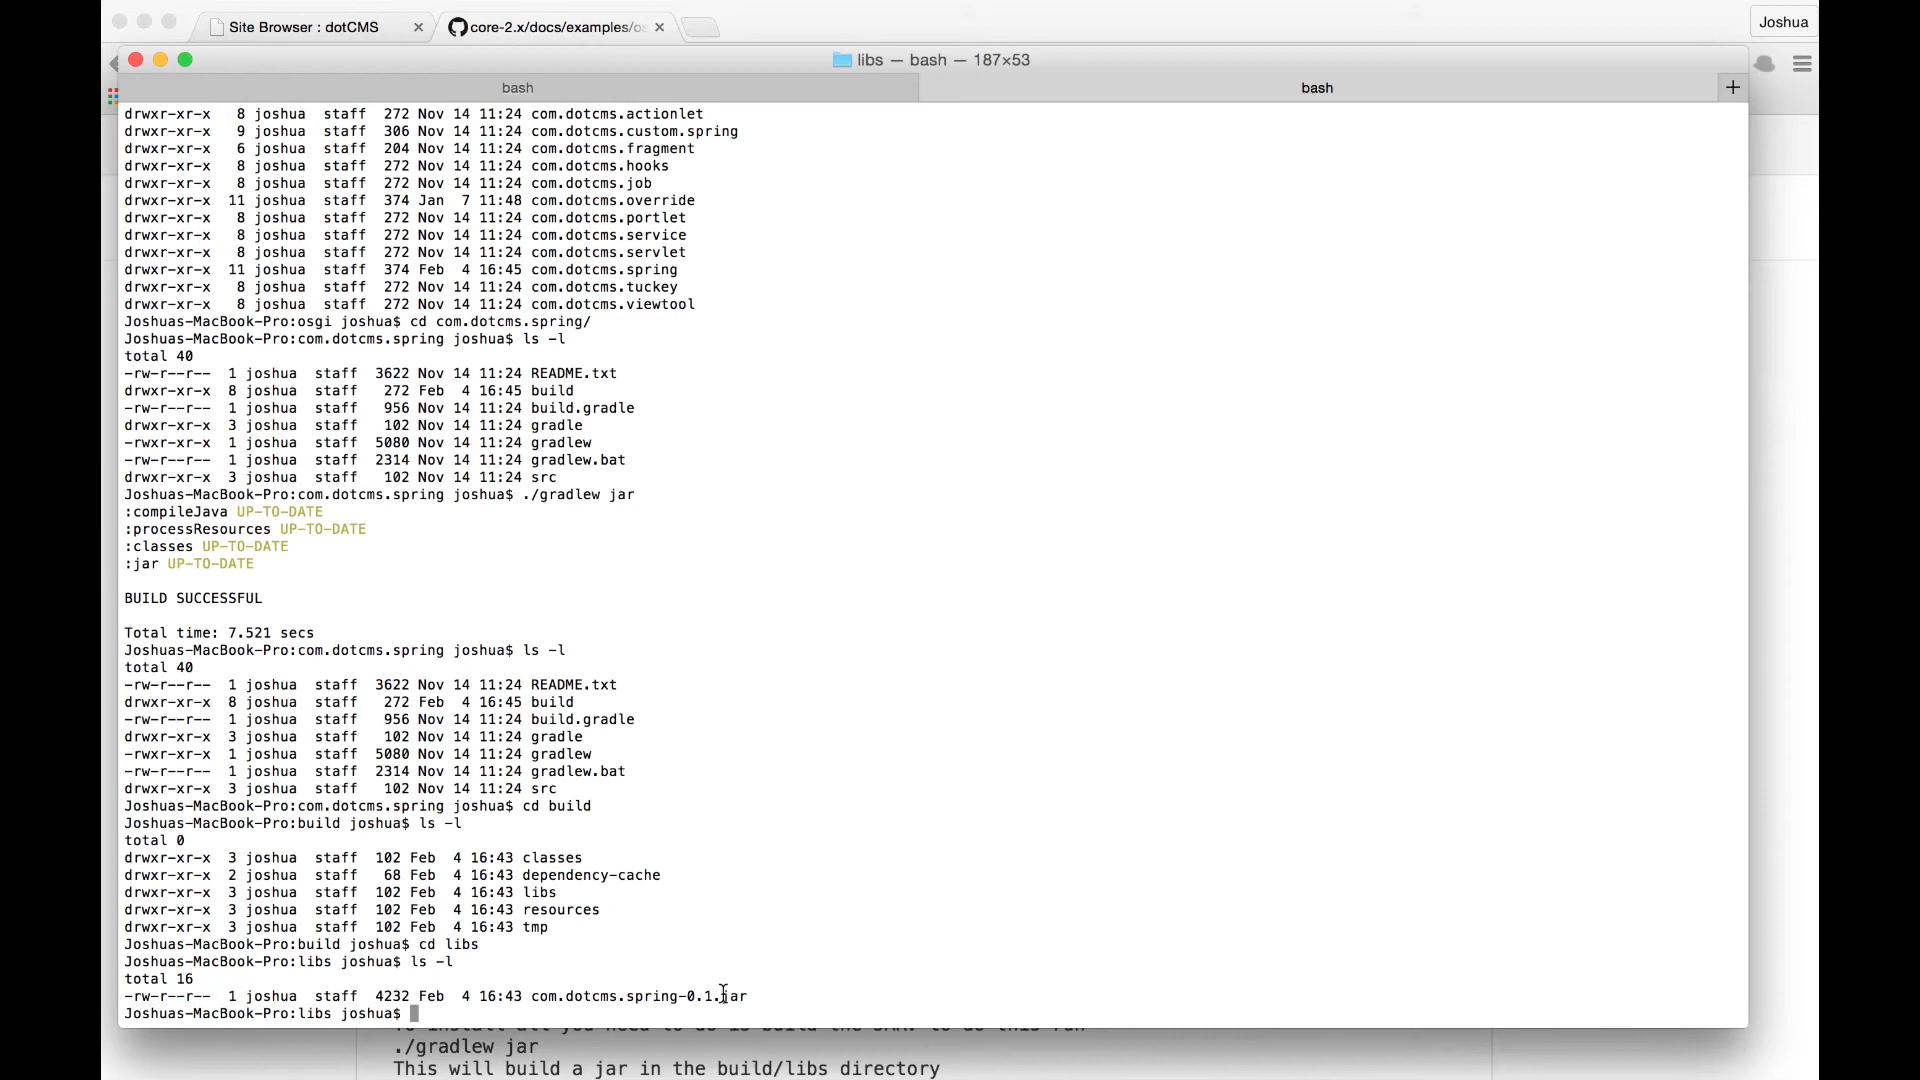 Site Browser : dotCMS
core-2.x/docs/examples/os
Joshua
libs — bash — 187×53
bash
bash
drwxr-xr-x   8 joshua  staff  272 Nov 14 11:24 com.dotcms.actionlet
drwxr-xr-x   9 joshua  staff  306 Nov 14 11:24 com.dotcms.custom.spring
drwxr-xr-x   6 joshua  staff  204 Nov 14 11:24 com.dotcms.fragment
drwxr-xr-x   8 joshua  staff  272 Nov 14 11:24 com.dotcms.hooks
drwxr-xr-x   8 joshua  staff  272 Nov 14 11:24 com.dotcms.job
drwxr-xr-x  11 joshua  staff  374 Jan  7 11:48 com.dotcms.override
drwxr-xr-x   8 joshua  staff  272 Nov 14 11:24 com.dotcms.portlet
drwxr-xr-x   8 joshua  staff  272 Nov 14 11:24 com.dotcms.service
drwxr-xr-x   8 joshua  staff  272 Nov 14 11:24 com.dotcms.servlet
drwxr-xr-x  11 joshua  staff  374 Feb  4 16:45 com.dotcms.spring
drwxr-xr-x   8 joshua  staff  272 Nov 14 11:24 com.dotcms.tuckey
drwxr-xr-x   8 joshua  staff  272 Nov 14 11:24 com.dotcms.viewtool
Joshuas-MacBook-Pro:osgi joshua$ cd com.dotcms.spring/
Joshuas-MacBook-Pro:com.dotcms.spring joshua$ ls -l
total 40
-rw-r--r--  1 joshua  staff  3622 Nov 14 11:24 README.txt
drwxr-xr-x  8 joshua  staff   272 Feb  4 16:45 build
-rw-r--r--  1 joshua  staff   956 Nov 14 11:24 build.gradle
drwxr-xr-x  3 joshua  staff   102 Nov 14 11:24 gradle
-rwxr-xr-x  1 joshua  staff  5080 Nov 14 11:24 gradlew
-rw-r--r--  1 joshua  staff  2314 Nov 14 11:24 gradlew.bat
drwxr-xr-x  3 joshua  staff   102 Nov 14 11:24 src
Joshuas-MacBook-Pro:com.dotcms.spring joshua$ ./gradlew jar
:compileJava UP-TO-DATE
:processResources UP-TO-DATE
:classes UP-TO-DATE
:jar UP-TO-DATE
BUILD SUCCESSFUL
Total time: 7.521 secs
Joshuas-MacBook-Pro:com.dotcms.spring joshua$ ls -l
total 40
-rw-r--r--  1 joshua  staff  3622 Nov 14 11:24 README.txt
drwxr-xr-x  8 joshua  staff   272 Feb  4 16:45 build
-rw-r--r--  1 joshua  staff   956 Nov 14 11:24 build.gradle
drwxr-xr-x  3 joshua  staff   102 Nov 14 11:24 gradle
-rwxr-xr-x  1 joshua  staff  5080 Nov 14 11:24 gradlew
-rw-r--r--  1 joshua  staff  2314 Nov 14 11:24 gradlew.bat
drwxr-xr-x  3 joshua  staff   102 Nov 14 11:24 src
Joshuas-MacBook-Pro:com.dotcms.spring joshua$ cd build
Joshuas-MacBook-Pro:build joshua$ ls -l
total 0
drwxr-xr-x  3 joshua  staff  102 Feb  4 16:43 classes
drwxr-xr-x  2 joshua  staff   68 Feb  4 16:43 dependency-cache
drwxr-xr-x  3 joshua  staff  102 Feb  4 16:43 libs
drwxr-xr-x  3 joshua  staff  102 Feb  4 16:43 resources
drwxr-xr-x  3 joshua  staff  102 Feb  4 16:43 tmp
Joshuas-MacBook-Pro:build joshua$ cd libs
Joshuas-MacBook-Pro:libs joshua$ ls -l
total 16
-rw-r--r--  1 joshua  staff  4232 Feb  4 16:43 com.dotcms.spring-0.1.jar
Joshuas-MacBook-Pro:libs joshua$
To install all you need to do is build the JAR. to do this run
./gradlew jar
This will build a jar in the build/libs directory